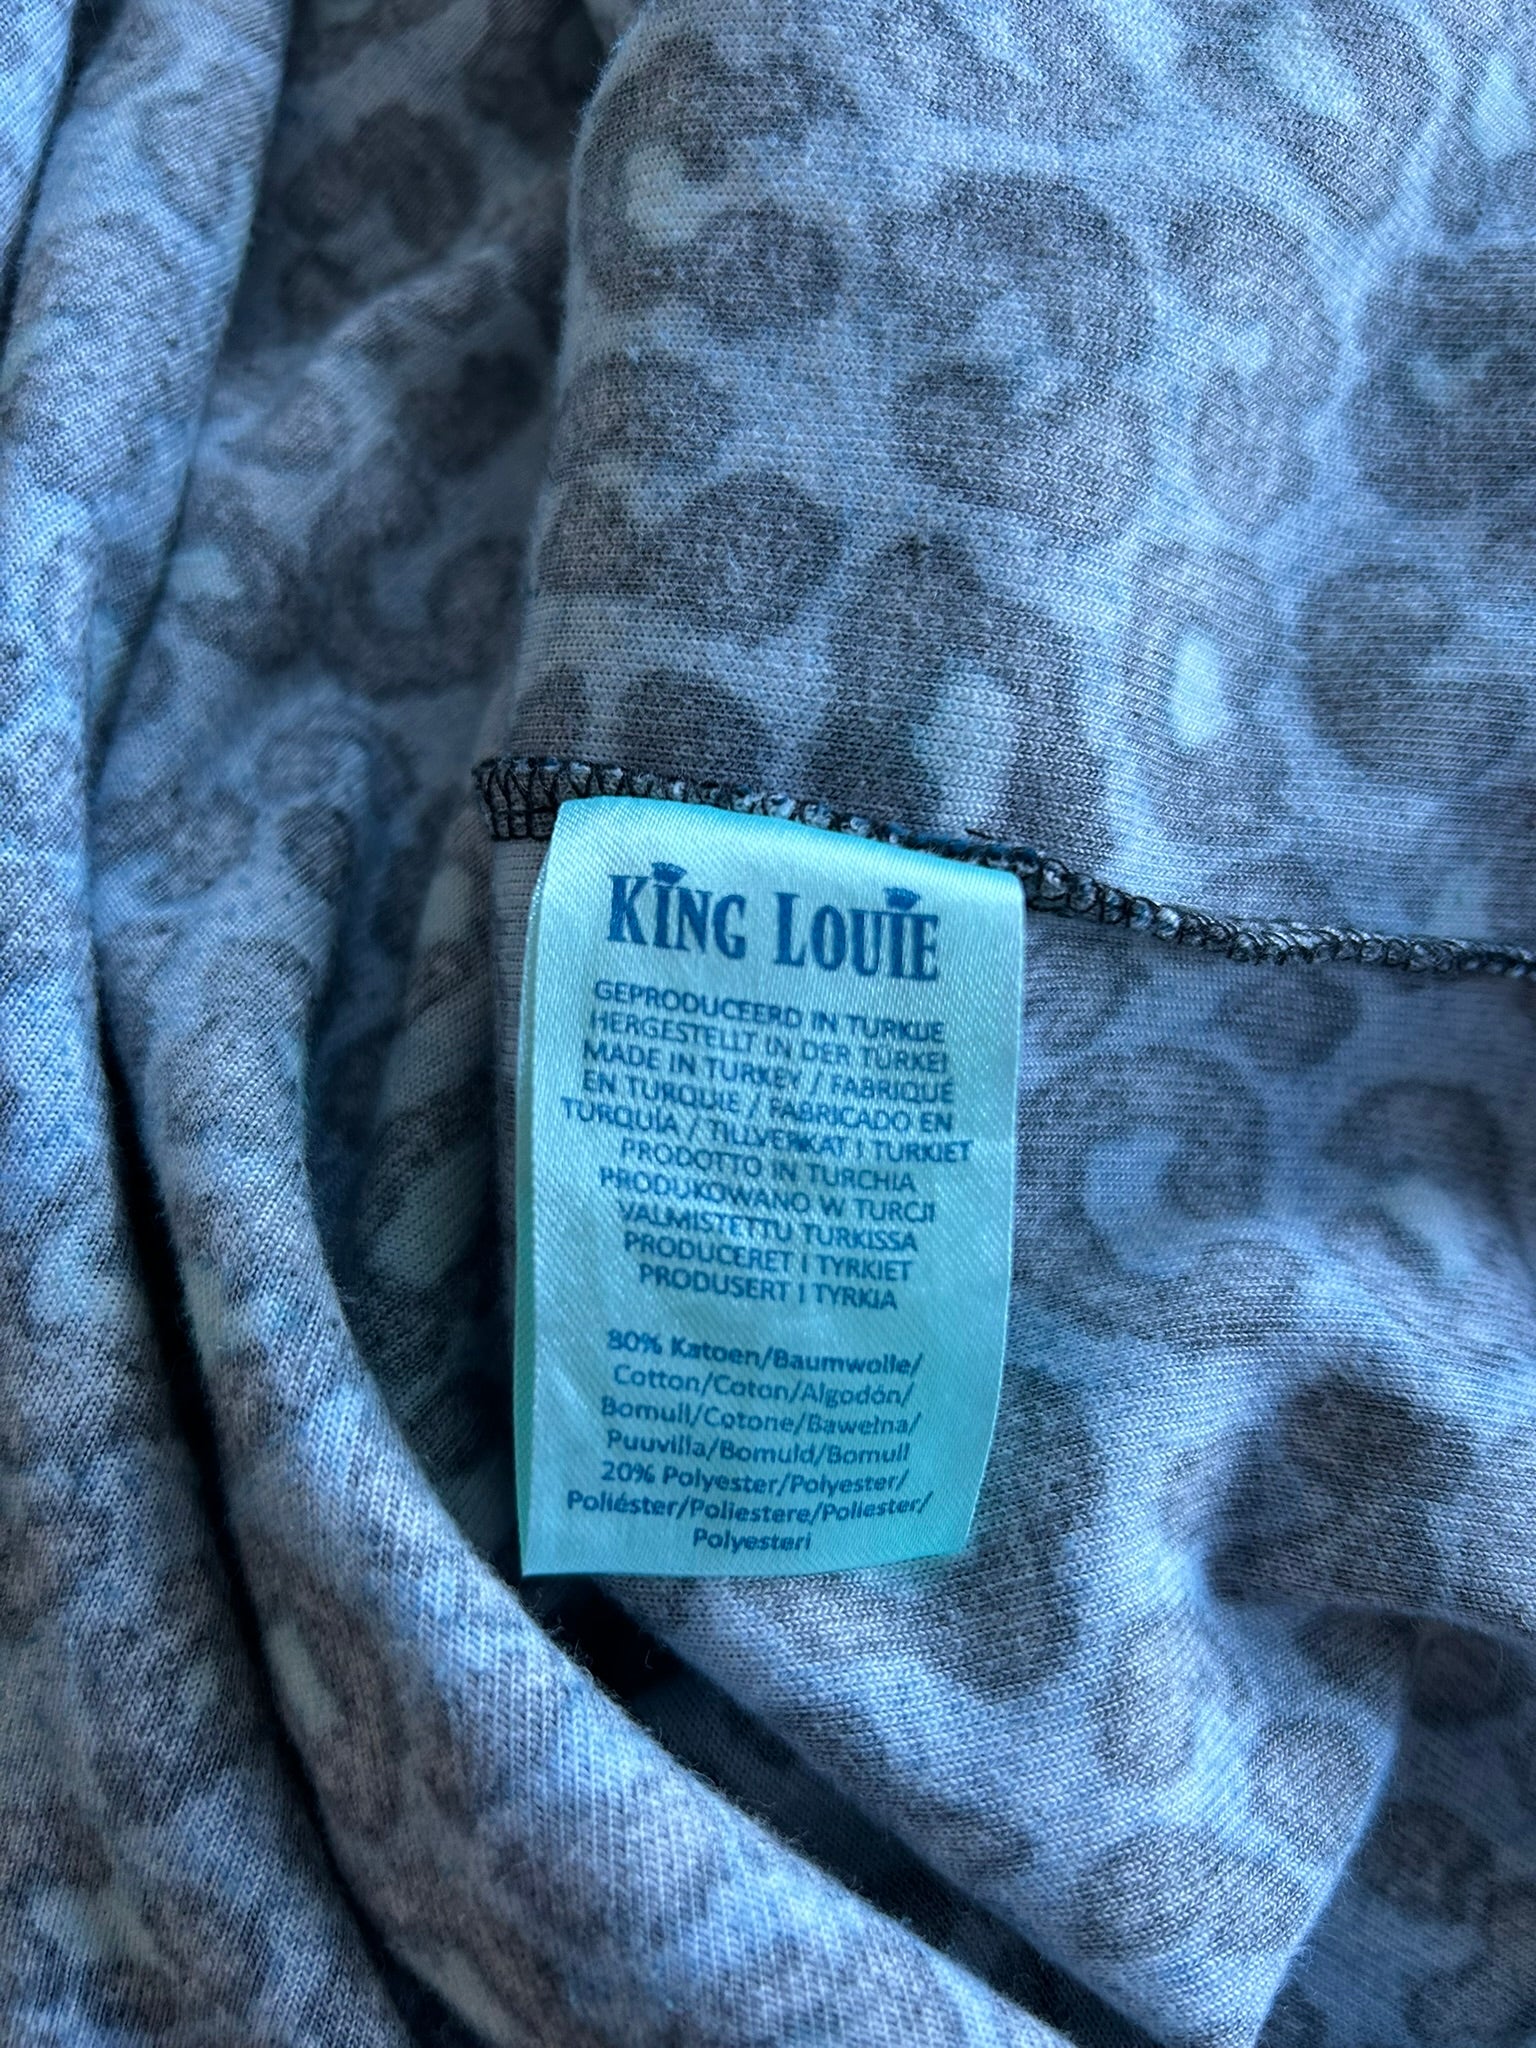 KING LOUIE
GEPRODUCEERD IN TURKIJE
HERGESTELLT IN DER TÜRKEI
MADE IN TURKEY / FABRIQUÉ
EN TURQUIE / FABRICADO EN
TURQUÍA / TILLVERKAT I TURKIET
PRODOTTO IN TURCHIA
PRODUKOWANO W TURCJI
VALMISTETTU TURKISSA
PRODUCERET I TYRKIET
PRODUSERT I TYRKIA
80% Katoen/Baumwolle/
Cotton/Coton/Algodón/
Bomull/Cotone/Bawełna/
Puuvilla/Bomuld/Bomull
20% Polyester/Polyester/
Poliéster/Poliestere/Poliester/
Polyesteri